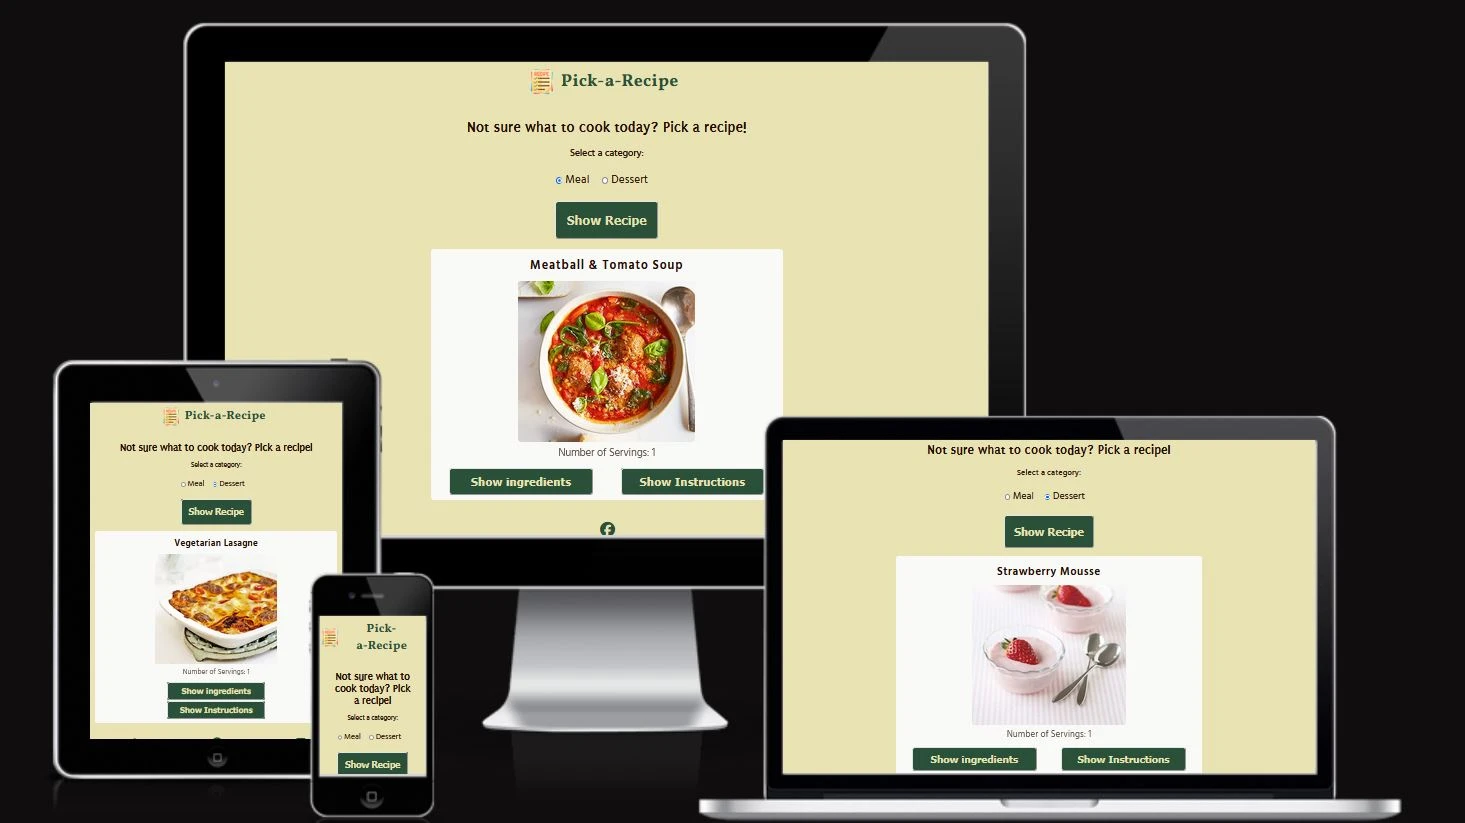 RECIPE
Pick-a-Recipe
Not sure what to cook today? Pick a recipe!
Select a category:
Meal Dessert
Show Recipe
Meatball & Tomato Soup
Number of Servings: 1
Show ingredients Show Instructions
Pick-a-Recipe
Not sure what to cook today? Pick a recipe!
Select a category:
Meal Dessert
Show Recipe
Vegetarian Lasagne
Number of Servings: 1
Show ingredients
Show Instructions
Pick-
a-Recipe
Not sure what to
cook today? Pick
a recipe!
Select a category:
Meal Dessert
Show Recipe
Not sure what to cook today? Pick a recipe!
Select a category:
Meal Dessert
Show Recipe
Strawberry Mousse
Number of Servings: 1
Show ingredients Show Instructions